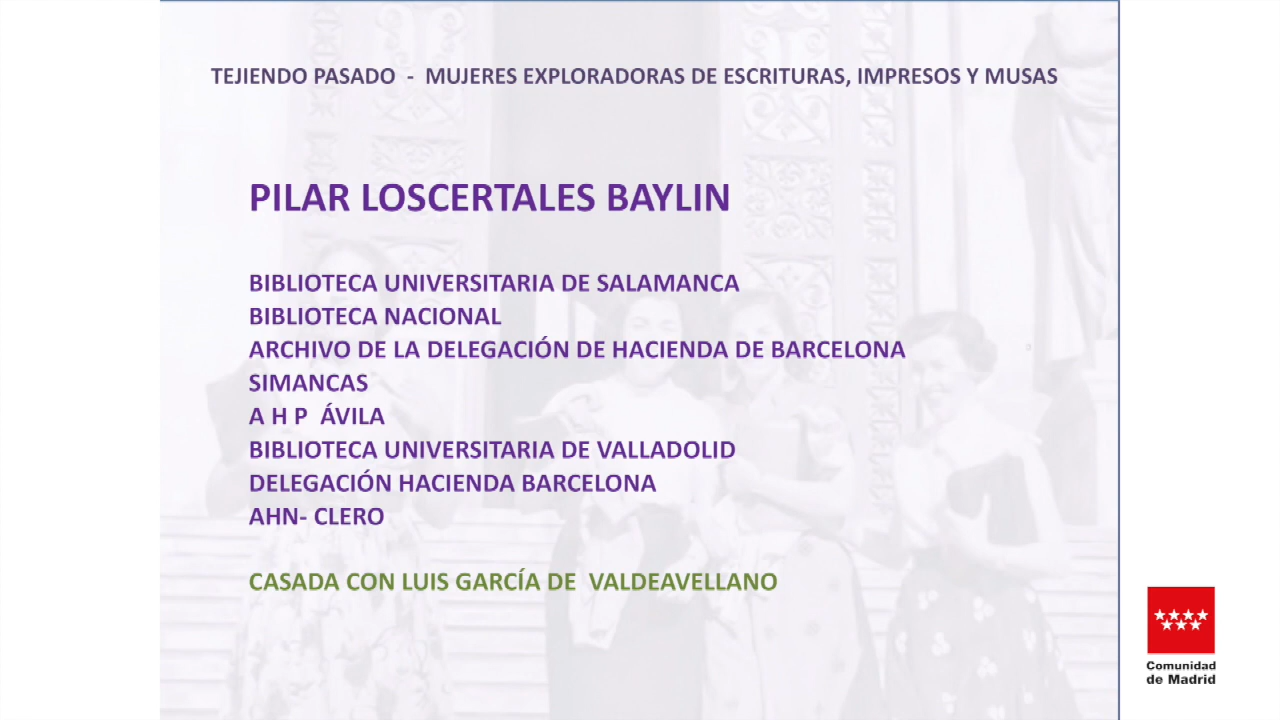 TEJIENDO PASADO - MUJERES EXPLORADORAS DE ESCRITURAS, IMPRESOS Y MUSAS
PILAR LOSCERTALES BAYLIN
BIBLIOTECA UNIVERSITARIA DE SALAMANCA
BIBLIOTECA NACIONAL
ARCHIVO DE LA DELEGACIÓN DE HACIENDA DE BARCELONA
SIMANCAS
A H P ÁVILA
BIBLIOTECA UNIVERSITARIA DE VALLADOLID
DELEGACIÓN HACIENDA BARCELONA
AHN- CLERO
CASADA CON LUIS GARCÍA DE VALDEAVELLANO
Comunidad
de Madrid